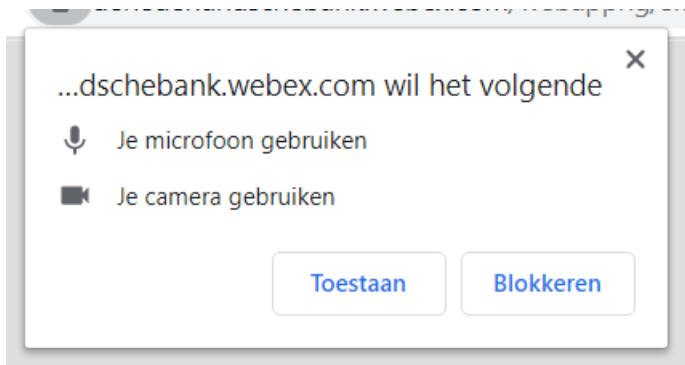 ...dschebank.webex.com wil het volgende
Je microfoon gebruiken
Je camera gebruiken
Toestaan
Blokkeren